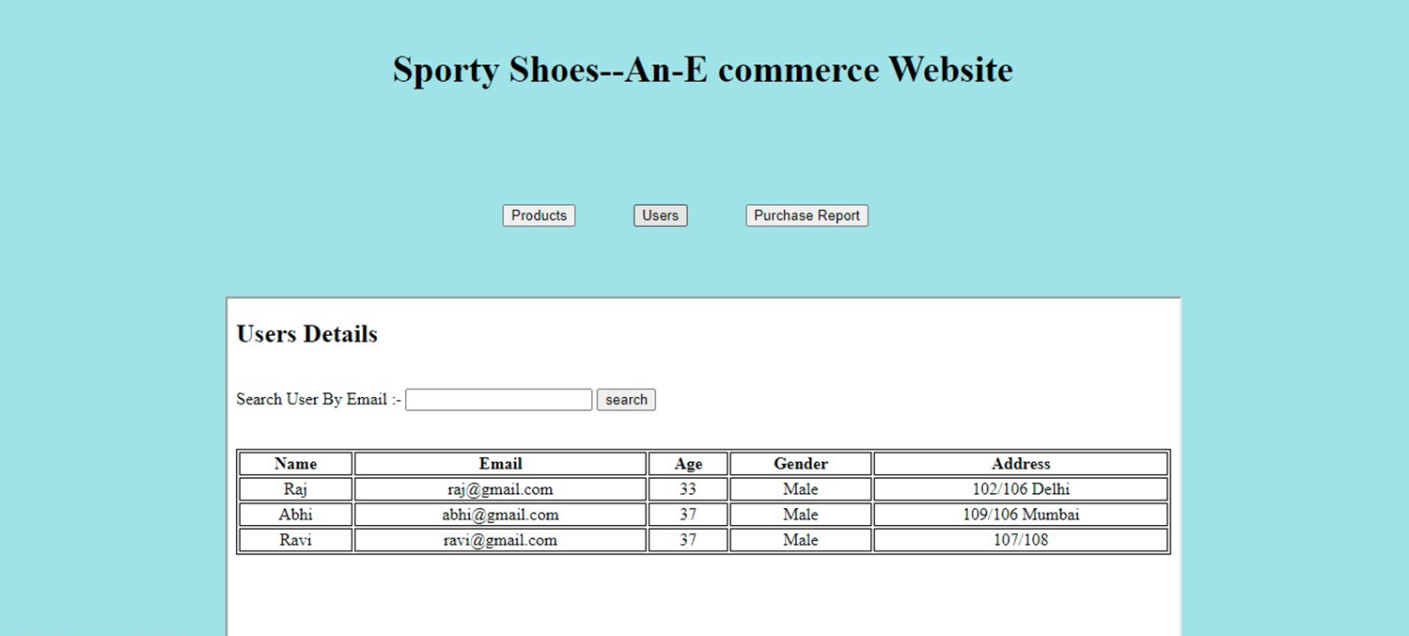 Sporty Shoes--An-E commerce Website
Products Users Purchase Report
Users Details
Search User By Email :- search
Name Email Age Gender Address
Raj raj@gmail.com 33 Male 102/106 Delhi
Abhi abhi@gmail.com 37 Male 109/106 Mumbai
Ravi ravi@gmail.com 37 Male 107/108